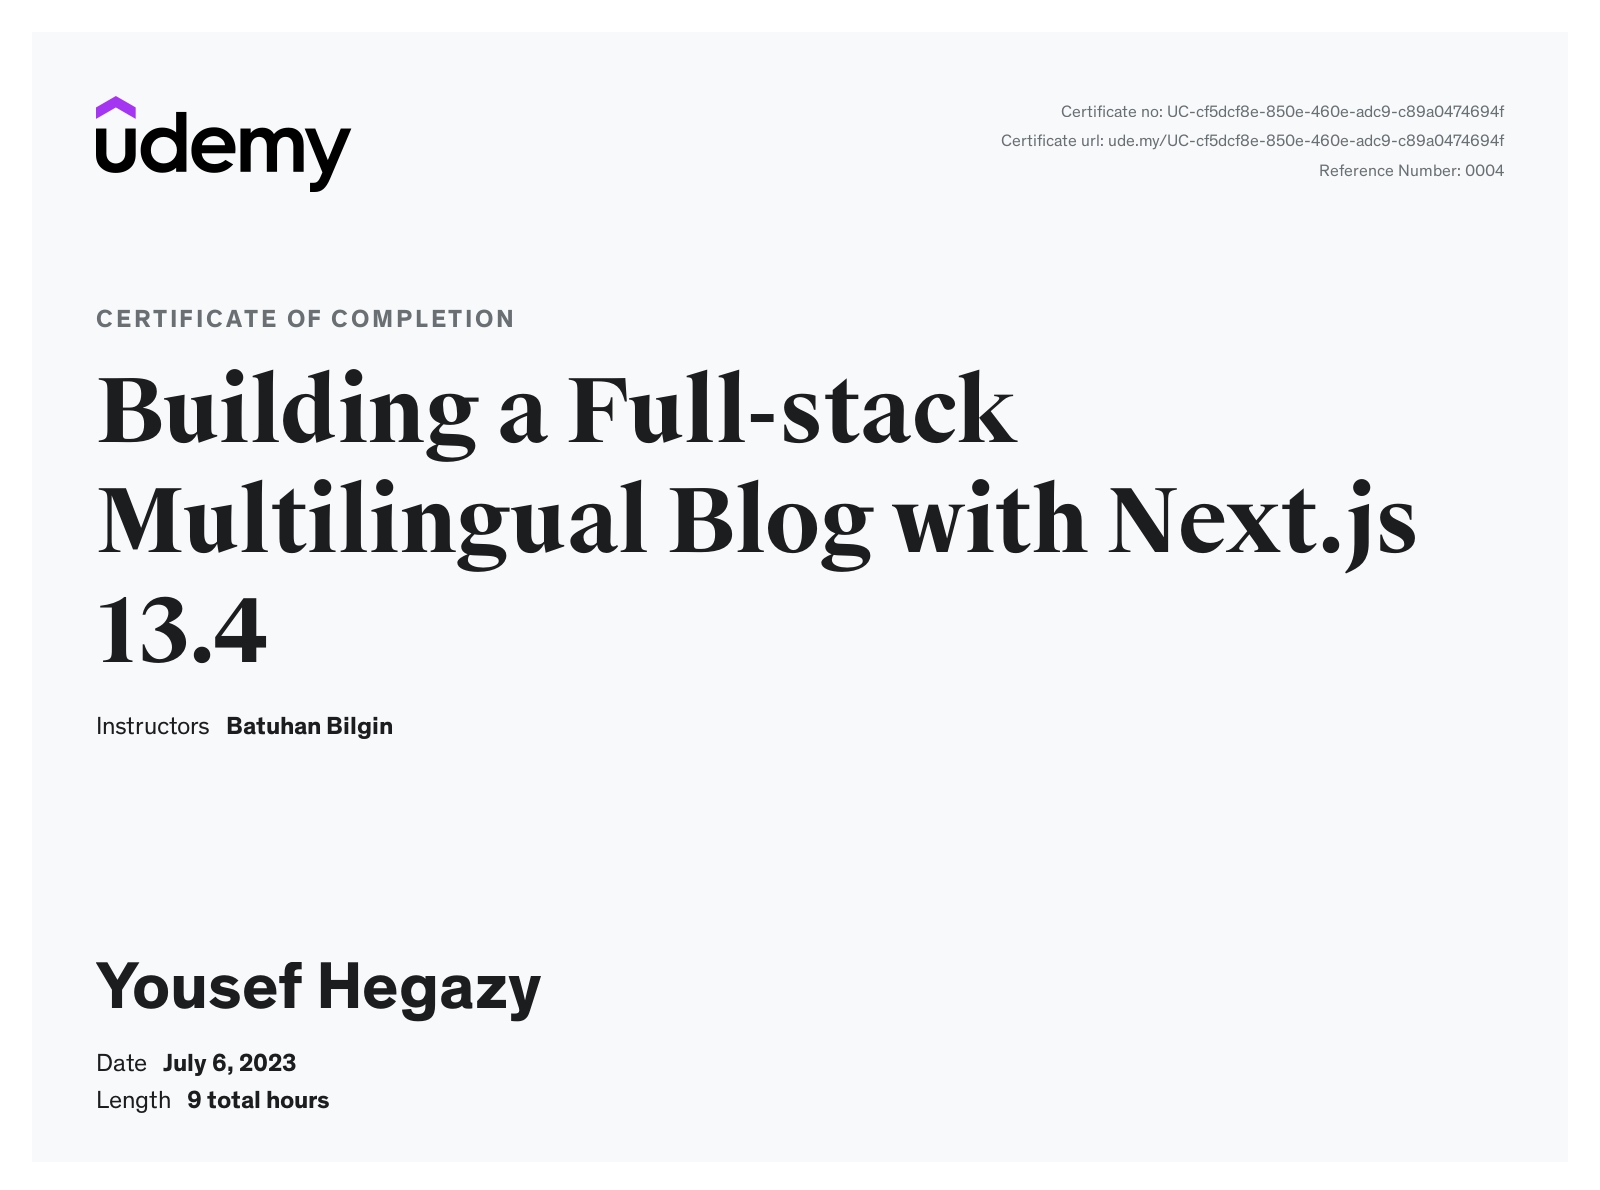 udemy
Certificate no: UC-cf5dcf8e-850e-460e-adc9-c89a0474694f
Certificate url: ude.my/UC-cf5dcf8e-850e-460e-adc9-c89a0474694f
Reference Number: 0004
CERTIFICATE OF COMPLETION
Building a Full-stack
Multilingual Blog with Next.js
13.4
Instructors Batuhan Bilgin
Yousef Hegazy
Date July 6, 2023
Length 9 total hours